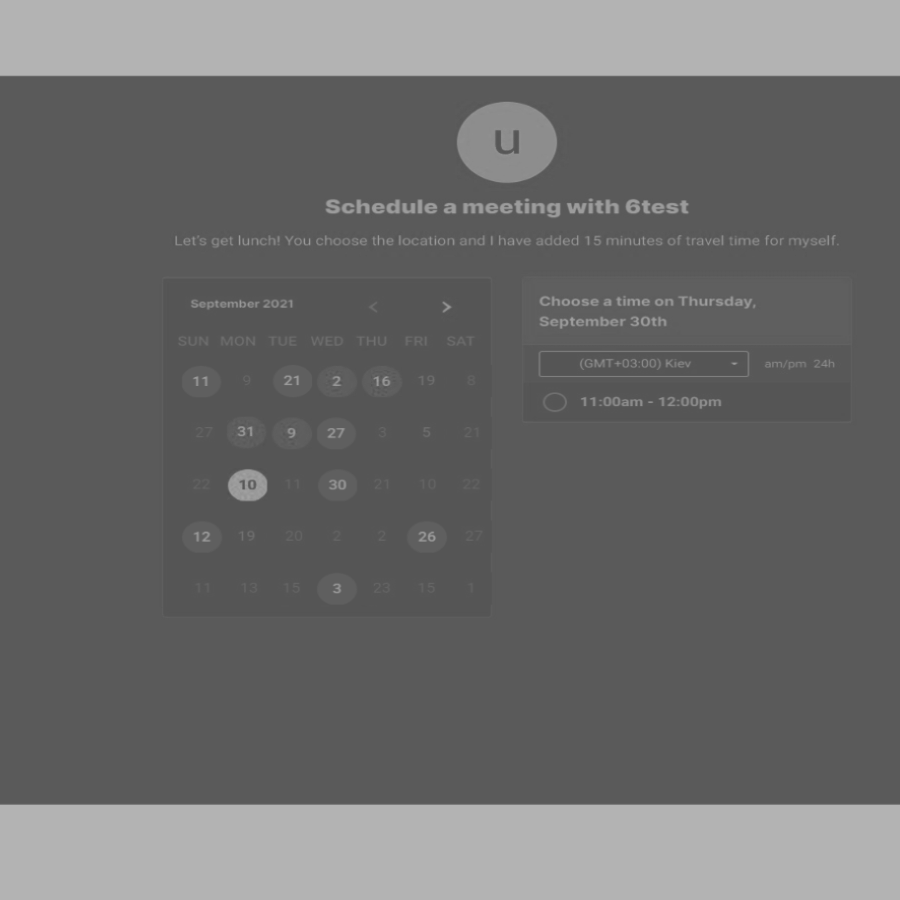 u
Schedule a meeting with 6test
Let's get lunch! You choose the location and I have added 15 minutes of travel time for myself.
September 2021 < >
SUN MON TUE WED THU FRI SAT
11 9 21 2 16 19 8
27 31 9 27 3 5 21
22 10 11 30 21 10 22
12 19 20 2 2 26 27
11 13 15 3 23 15 1
Choose a time on Thursday,
September 30th
(GMT+03:00) Kiev am/pm 24h
11:00am - 12:00pm